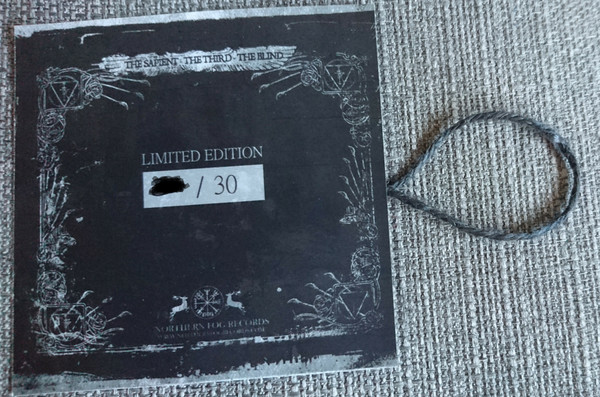 THE SAPIENT · THE THIRD · THE BLIND
LIMITED EDITION
/ 30
NORTHERN FOG RECORDS